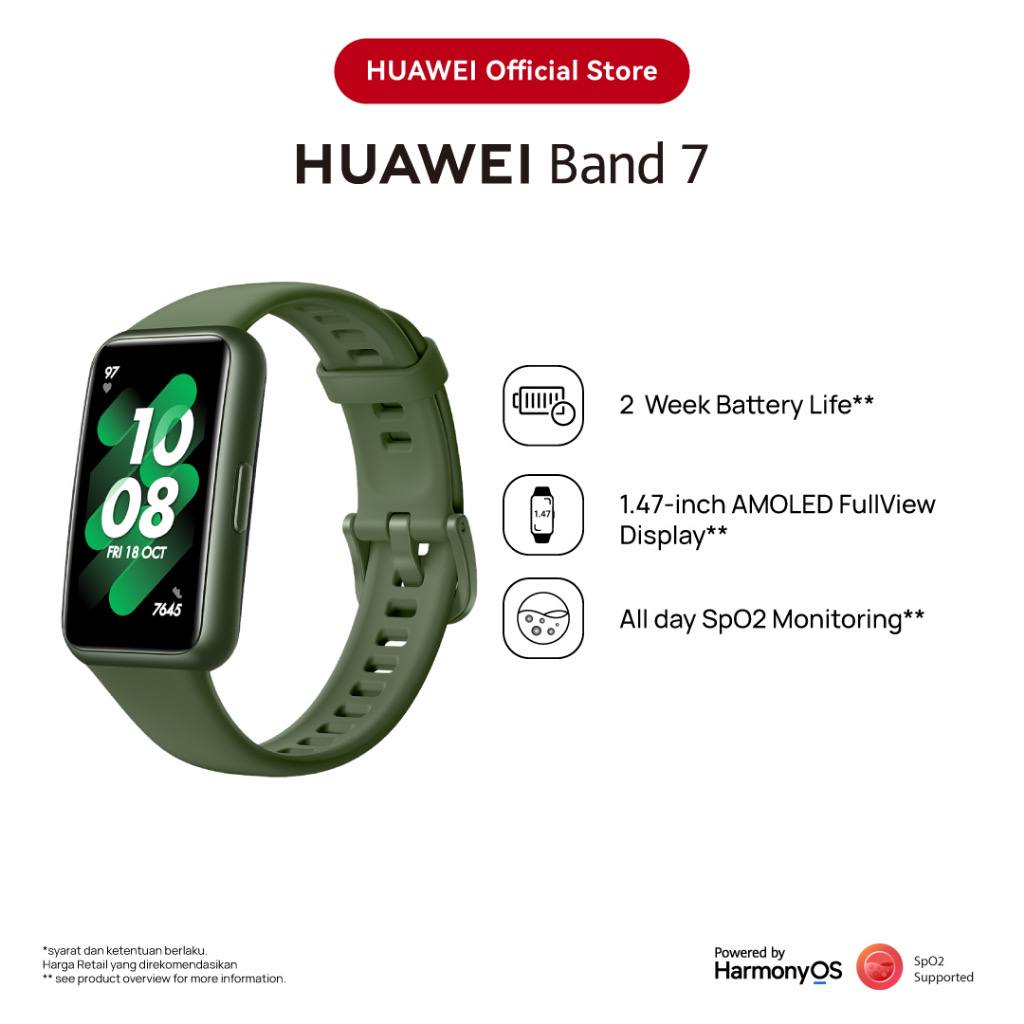 HUAWEI Official Store
HUAWEI Band 7
97
10
08
FRI 18 OCT
7645
2 Week Battery Life**
1.47
1.47-inch AMOLED FullView
Display**
All day SpO2 Monitoring**
*syarat dan ketentuan berlaku.
Harga Retail yang direkomendasikan
** see product overview for more information.
Powered by
HarmonyOS
SpO2
Supported